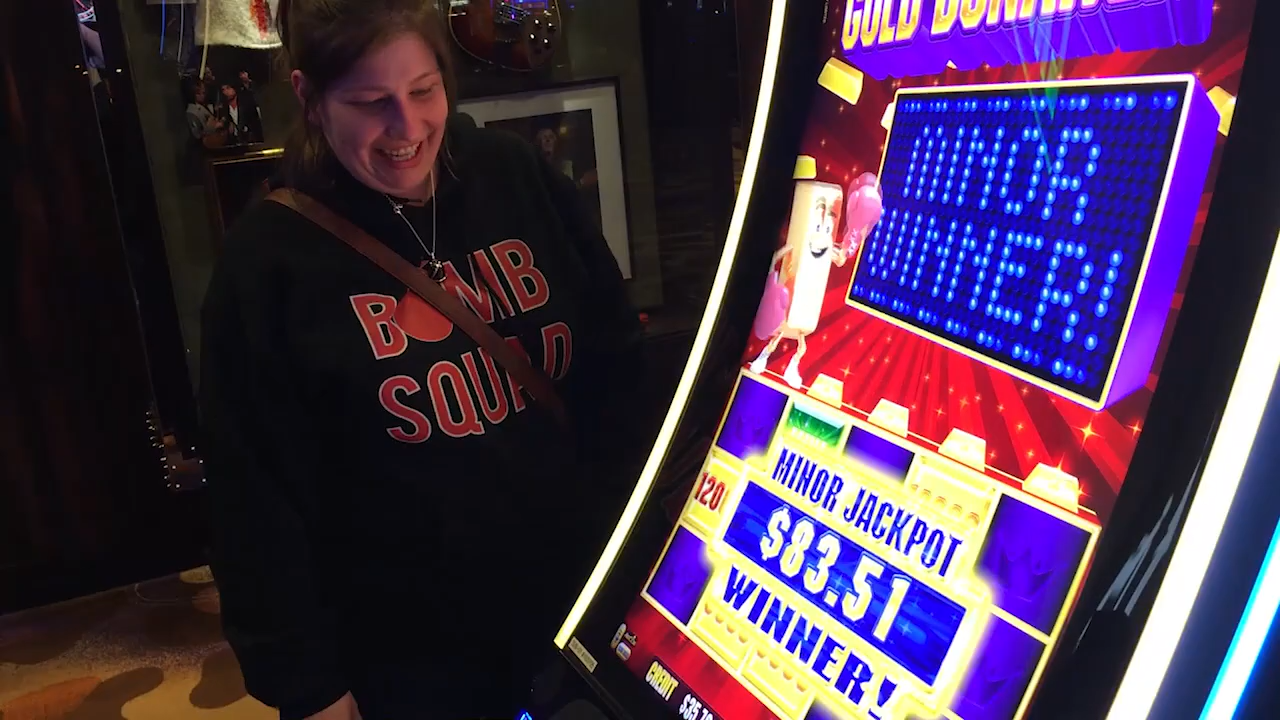 BOMB
SQUAD
GOLD BONANZA
MINOR
WINNER!
MINOR JACKPOT
120
$83.51
WINNER!
CREDIT